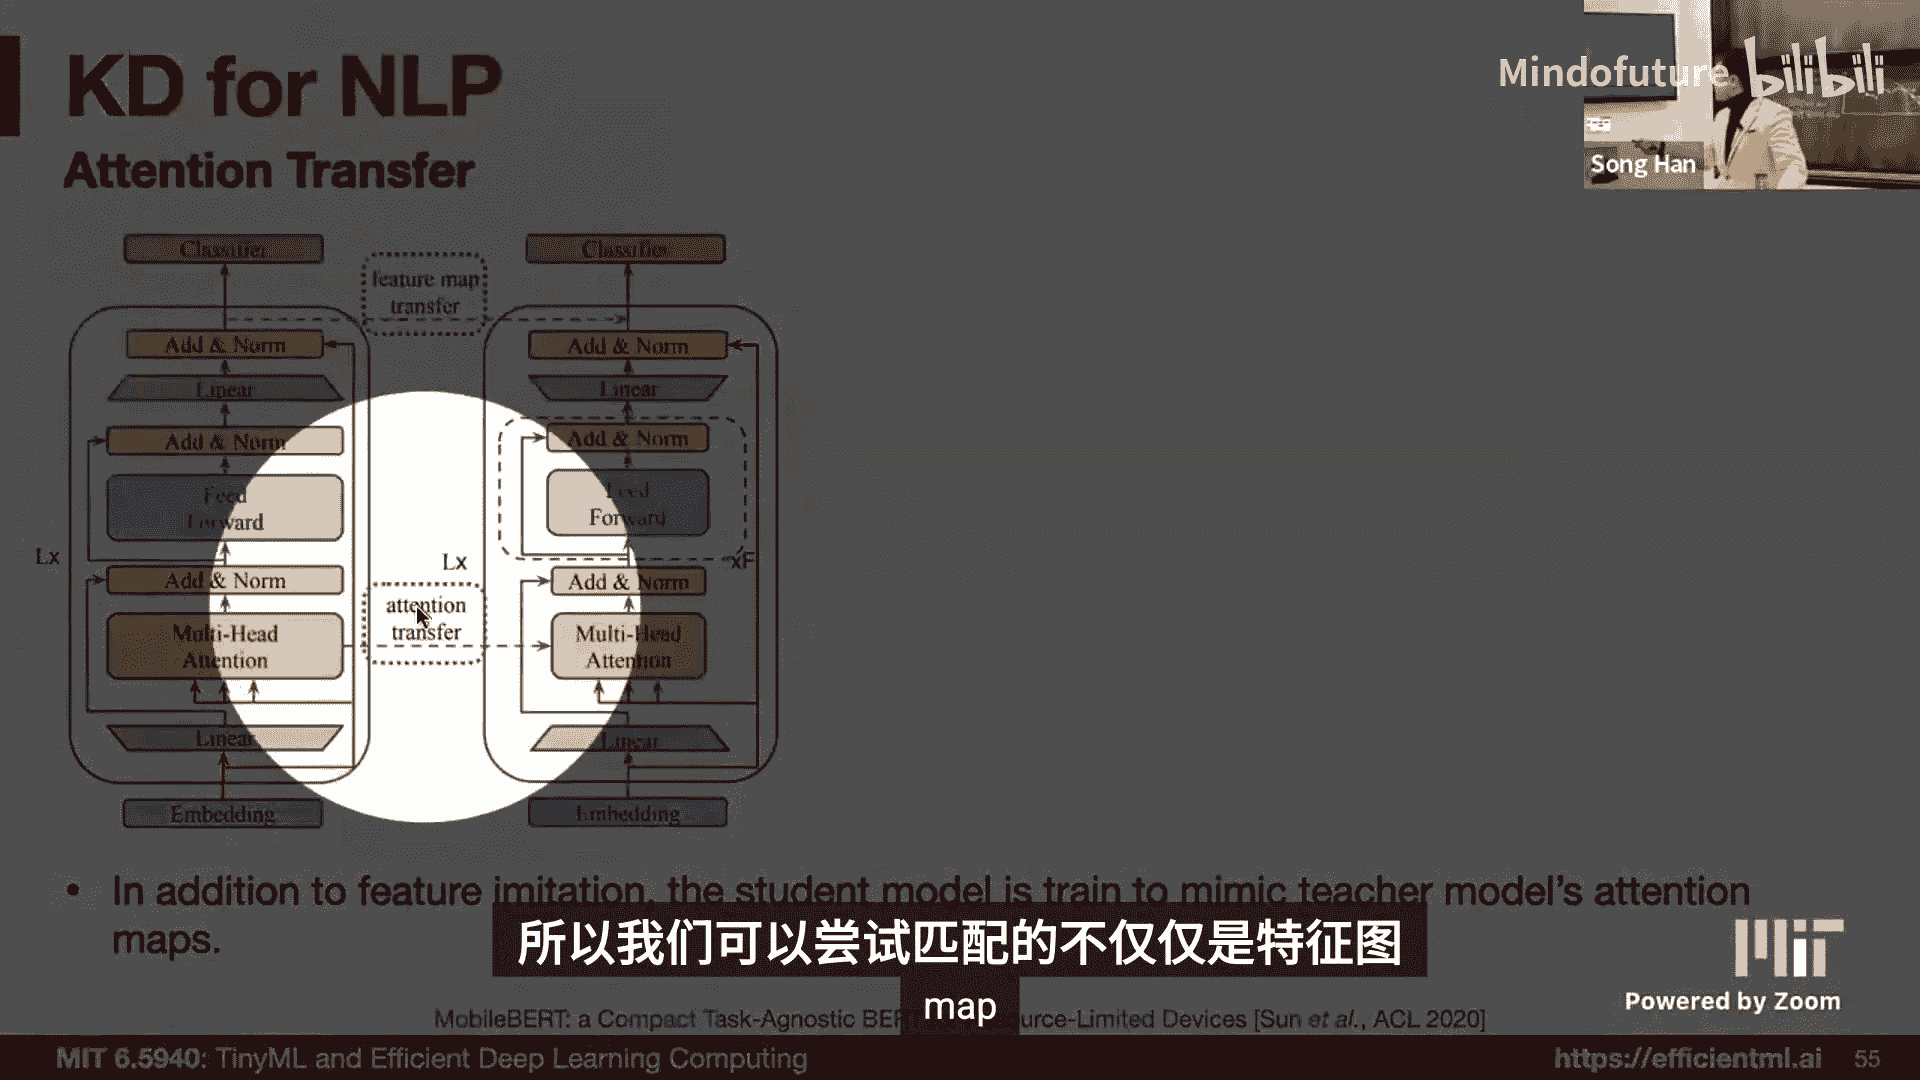 KD for NLP
Attention Transfer
Mindofuture bilibili
Song Han
Classifier
feature map
transfer
Classifier
Add & Norm
Add & Norm
Linear
Linear
Add & Norm
Add & Norm
Feed
Forward
Feed
Forward
Lx
Lx
xF
Add & Norm
attention
transfer
Add & Norm
Multi-Head
Attention
Multi-Head
Attention
Linear
Linear
Embedding
Embedding
• In addition to feature imitation, the student model is train to mimic teacher model's attention
maps.
所以我们可以尝试匹配的不仅仅是特征图
map
MIT
Powered by Zoom
MobileBERT: a Compact Task-Agnostic urce-Limited Devices [Sun et al., ACL 2020]
MIT 6.5940: TinyML and Efficient Deep Learning Computing
https://efficientml.ai
55